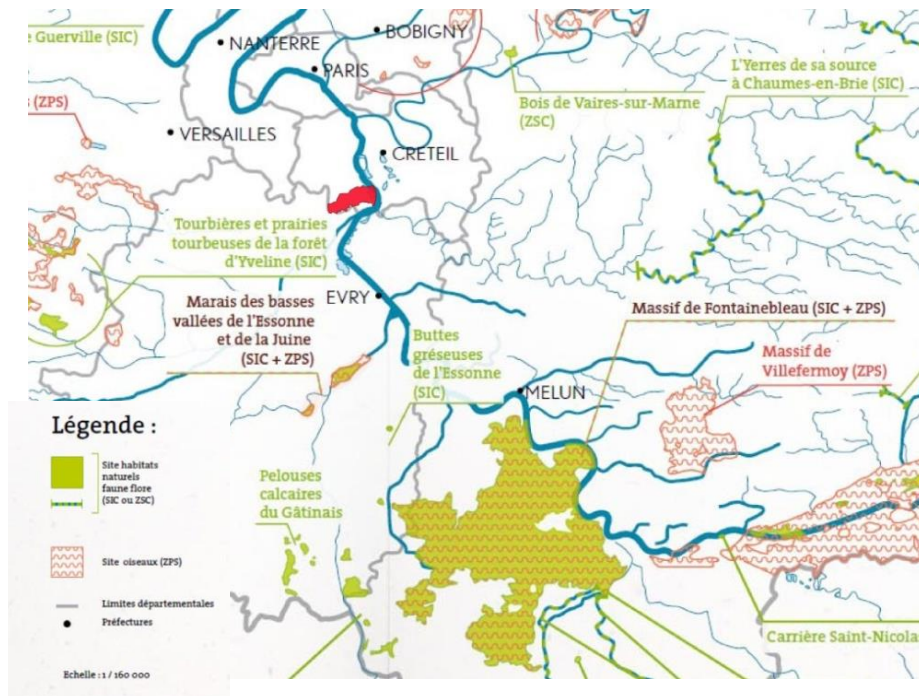 e Guerville (SIC)
NANTERRE
BOBIGNY
PARIS
L'Yerres de sa source
à Chaumes-en-Brie (SIC)
s (ZPS)
Bois de Vaires-sur-Marne
(ZSC)
VERSAILLES
CRETEIL
Tourbières et prairies
tourbeuses de la forêt
d'Yveline (SIC)
EVRY
Marais des basses
vallées de l'Essonne
et de la Juine
(SIC + ZPS)
Massif de Fontainebleau (SIC + ZPS)
Buttes
gréseuses
de l'Essonne
(SIC)
Massif de
Villefermoy (ZPS)
MELUN
Légende :
Site habitats
naturels
faune flore
(SIC ou ZSC)
Pelouses
calcaires
du Gâtinais
Site oiseaux (ZPS)
Limites départementales
Préfectures
Carrière Saint-Nicola
Echelle : 1 / 160 000